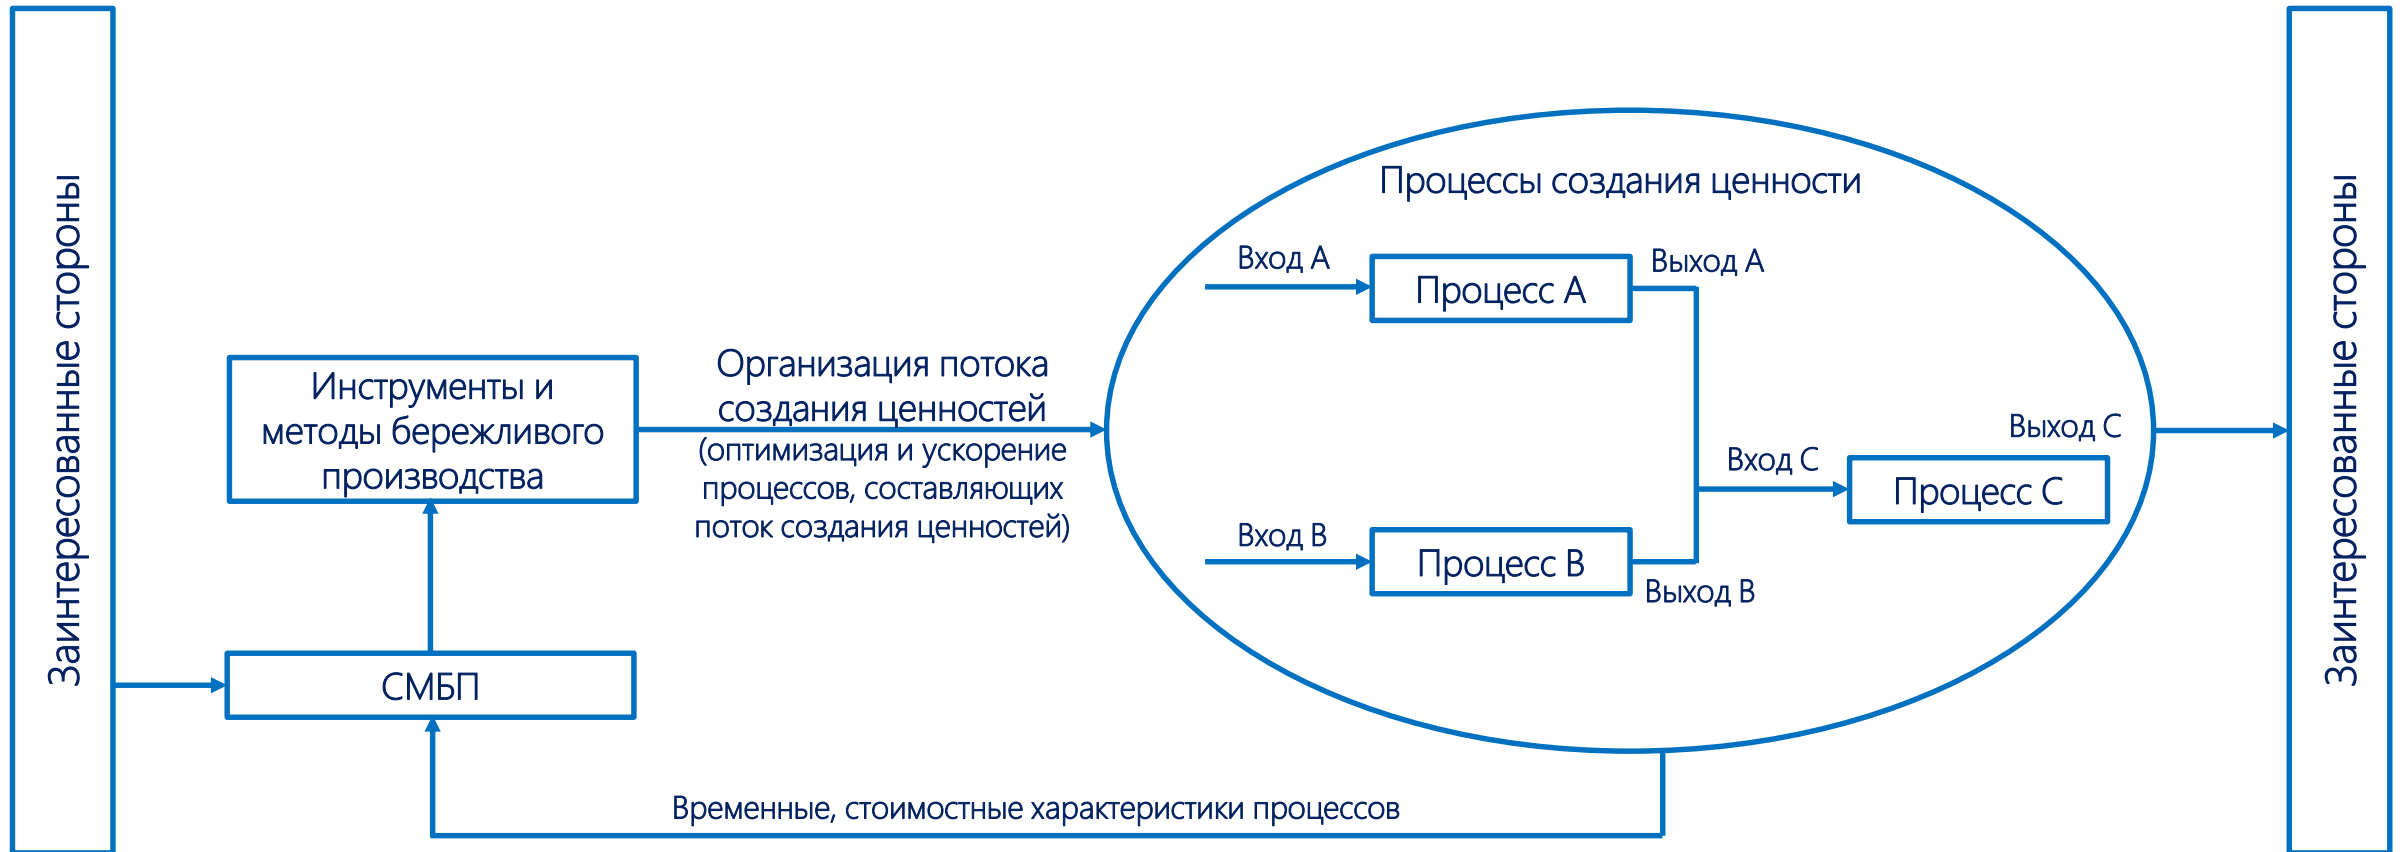 Заинтересованные стороны
Инструменты и
методы бережливого
производства
СМБП
Организация потока
создания ценностей
(оптимизация и ускорение
процессов, составляющих
поток создания ценностей)
Процессы создания ценности
Вход A
Процесс A
Выход A
Вход B
Процесс B
Выход B
Вход C
Процесс C
Выход C
Временные, стоимостные характеристики процессов
Заинтересованные стороны